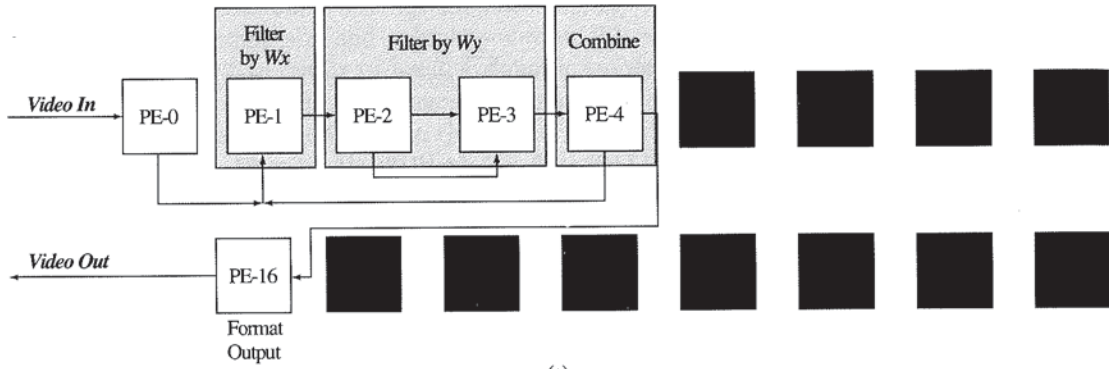 Filter
by Wx
Filter by Wy
Combine
Video In
PE-0
PE-1
PE-2
PE-3
PE-4
Video Out
PE-16
Format
Output